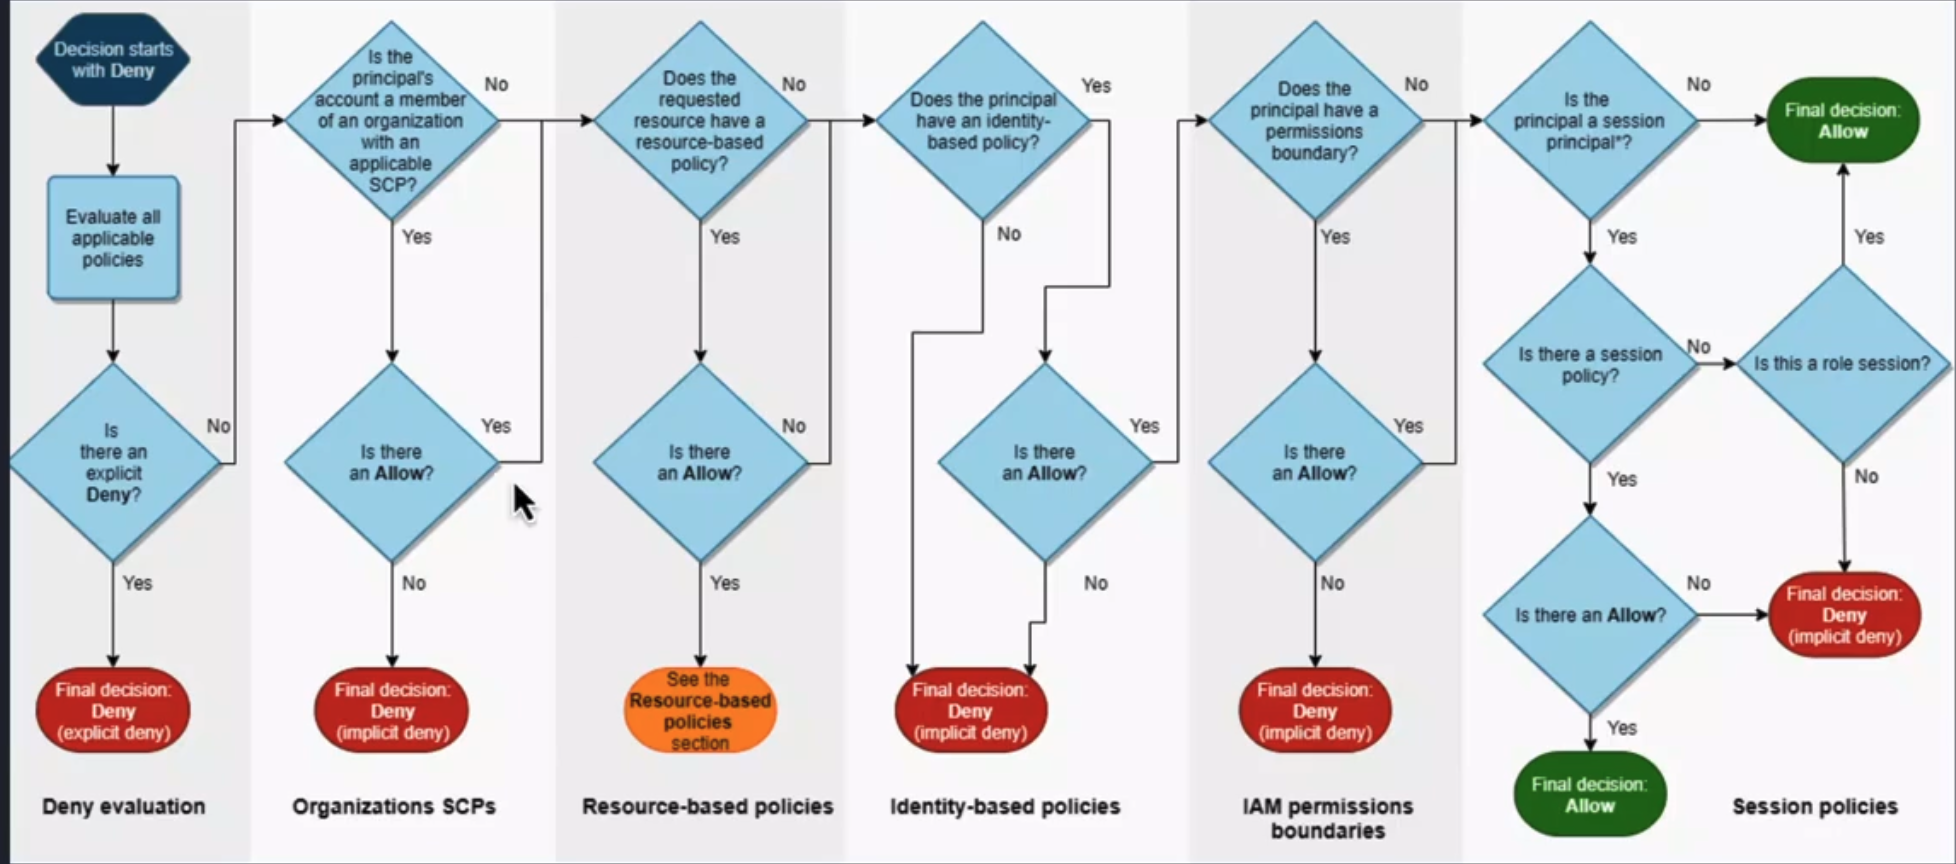 Decision starts
with Deny
Evaluate all
applicable
policies
Is
there an
explicit
Deny?
No
Yes
Final decision:
Deny
(explicit deny)
Deny evaluation
Is the
principal's
account a member
of an organization
with an
applicable
SCP?
No
Yes
Is there
an Allow?
Yes
No
Final decision:
Deny
(implicit deny)
Organizations SCPs
Does the
requested
resource have a
resource-based
policy?
No
Yes
Is there
an Allow?
No
Yes
See the
Resource-based
policies
section
Resource-based policies
Does the principal
have an identity-
based policy?
Yes
No
Is there
an Allow?
Yes
No
Final decision:
Deny
(implicit deny)
Identity-based policies
Does the
principal have a
permissions
boundary?
No
Yes
Is there
an Allow?
Yes
No
Final decision:
Deny
(implicit deny)
IAM permissions
boundaries
Is the
principal a session
principal*?
No
Final decision:
Allow
Yes
Yes
Is there a session
policy?
No
Is this a role session?
Yes
No
Is there an Allow?
No
Final decision:
Deny
(implicit deny)
Yes
Final decision:
Allow
Session policies